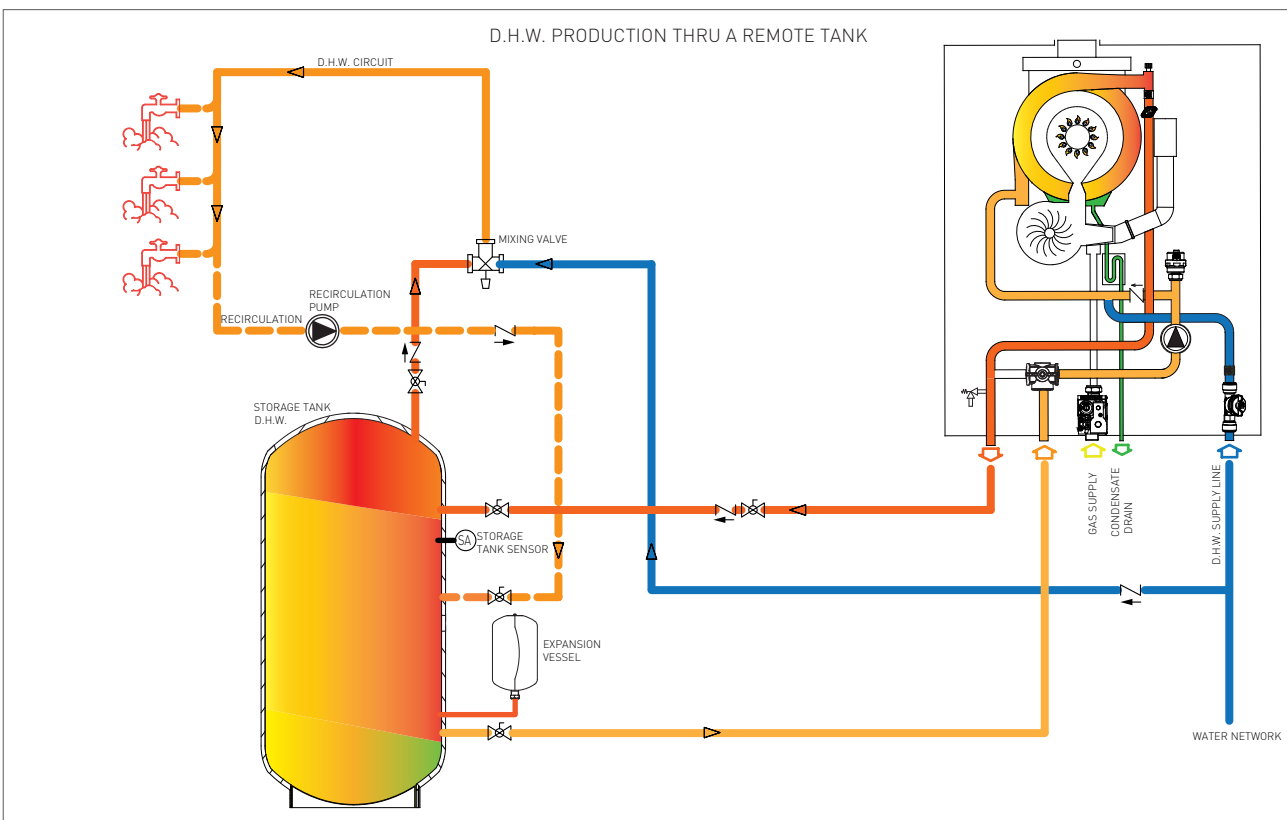 D.H.W. PRODUCTION THRU A REMOTE TANK
D.H.W. CIRCUIT
MIXING VALVE
RECIRCULATION
PUMP
RECIRCULATION
STORAGE TANK
D.H.W.
SA
STORAGE
TANK SENSOR
EXPANSION
VESSEL
GAS SUPPLY
CONDENSATE
DRAIN
D.H.W. SUPPLY LINE
WATER NETWORK